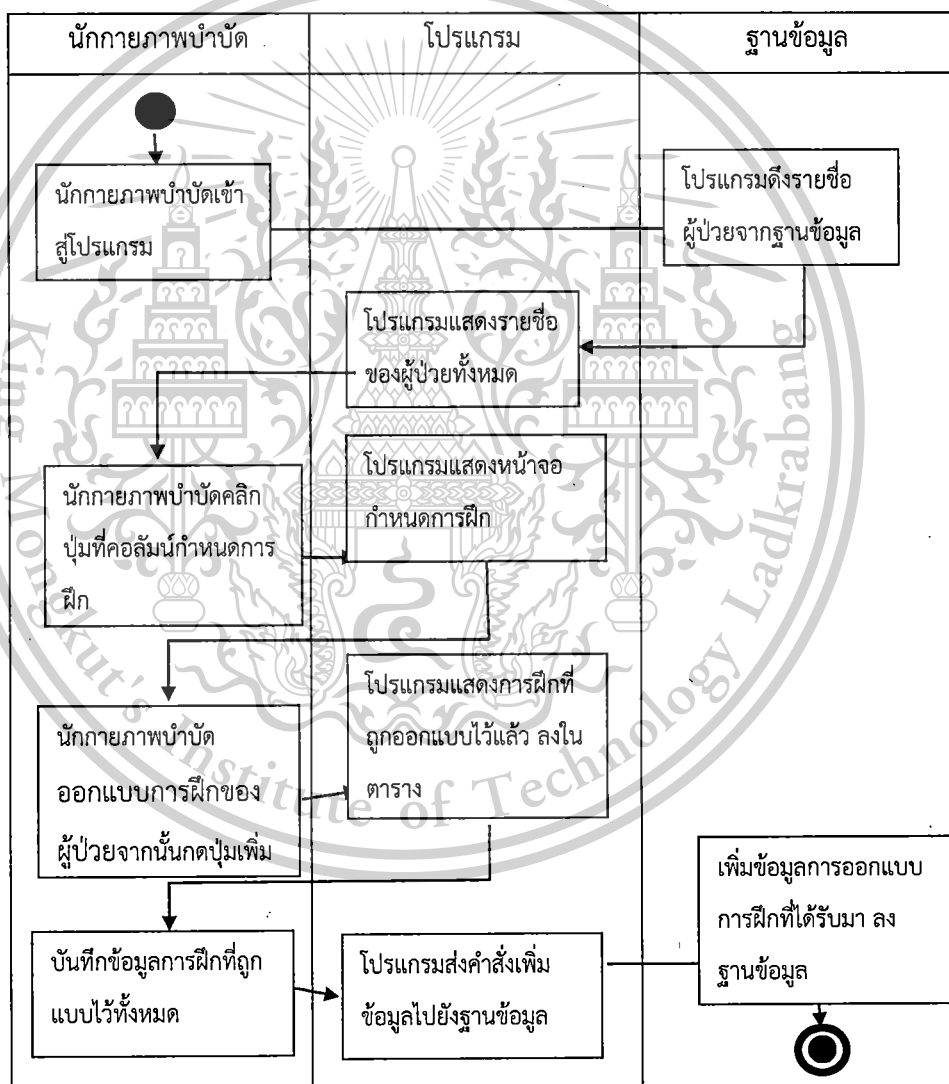 นักกายภาพบำบัด
โปรแกรม
ฐานข้อมูล
นักกายภาพบำบัดเข้า
สู่โปรแกรม
โปรแกรมดึงรายชื่อ
ผู้ป่วยจากฐานข้อมูล
โปรแกรมแสดงรายชื่อ
ของผู้ป่วยทั้งหมด
นักกายภาพบำบัดคลิก
ปุ่มที่คอลัมน์กำหนดการ
ฝึก
โปรแกรมแสดงหน้าจอ
กำหนดการฝึก
นักกายภาพบำบัด
ออกแบบการฝึกของ
ผู้ป่วยจากนั้นกดปุ่มเพิ่ม
โปรแกรมแสดงการฝึกที่
ถูกออกแบบไว้แล้ว ลงใน
ตาราง
บันทึกข้อมูลการฝึกที่ถูก
แบบไว้ทั้งหมด
โปรแกรมส่งคำสั่งเพิ่ม
ข้อมูลไปยังฐานข้อมูล
เพิ่มข้อมูลการออกแบบ
การฝึกที่ได้รับมา ลง
ฐานข้อมูล
King Mongkut's Institute of Technology Ladkrabang